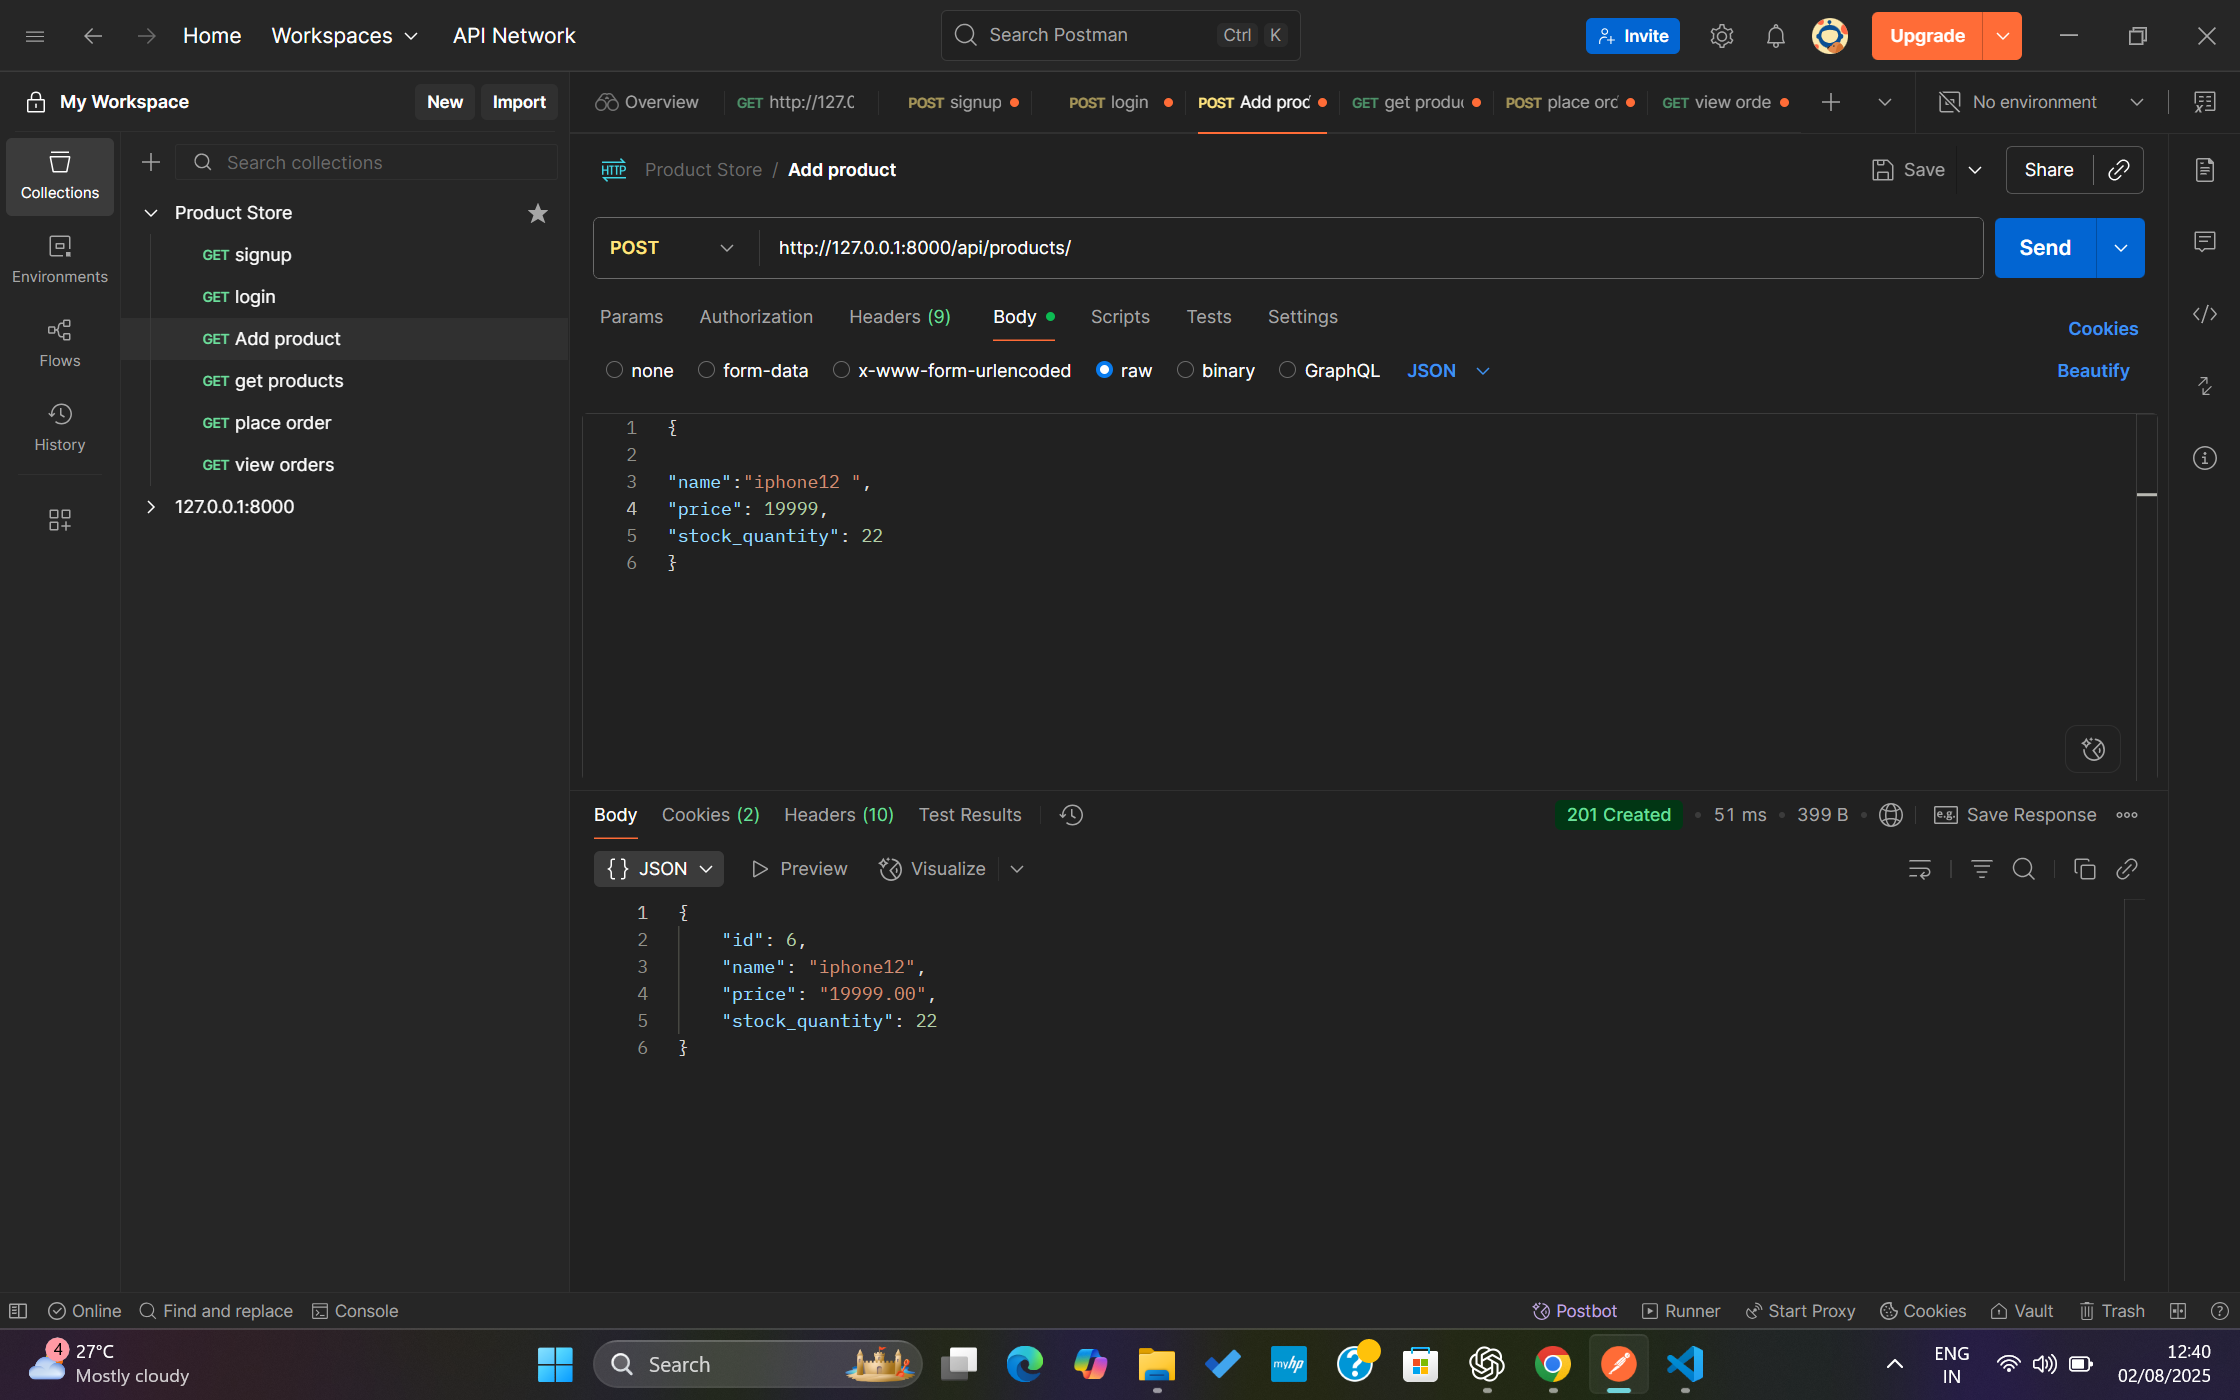 Home Workspaces API Network Search Postman Ctrl K Invite Upgrade
My Workspace New Import
Overview GET http://127.0 POST signup POST login POST Add prod GET get produ POST place ord GET view orde No environment
Collections
Environments
Flows
History
Search collections
Product Store
GET signup
GET login
GET Add product
GET get products
GET place order
GET view orders
127.0.0.1:8000
HTTP Product Store / Add product Save Share
POST http://127.0.0.1:8000/api/products/ Send
Params Authorization Headers (9) Body Scripts Tests Settings Cookies
none form-data x-www-form-urlencoded raw binary GraphQL JSON Beautify
1 {
2
3 "name":"iphone12 ",
4 "price": 19999,
5 "stock_quantity": 22
6 }
Body Cookies (2) Headers (10) Test Results 201 Created • 51 ms • 399 B • e.g. Save Response
{} JSON Preview Visualize
1 {
2 "id": 6,
3 "name": "iphone12",
4 "price": "19999.00",
5 "stock_quantity": 22
6 }
Online Find and replace Console Postbot Runner Start Proxy Cookies Vault Trash
4 27°C
Mostly cloudy
Search
myhp
ENG
IN
12:40
02/08/2025